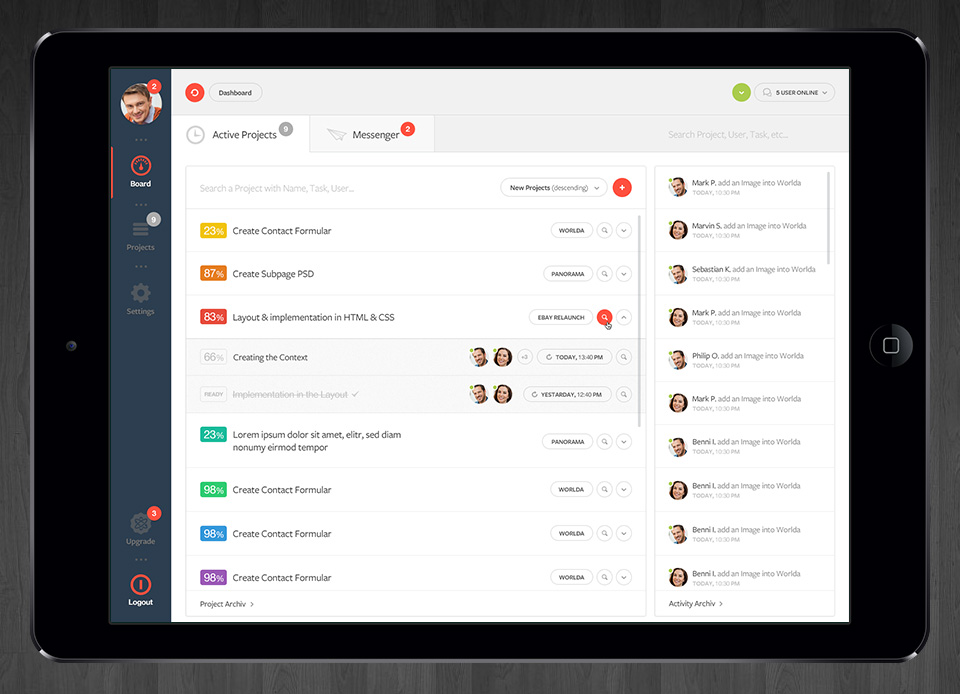 2
Dashboard
5 USER ONLINE
Active Projects 9
Messenger 2
Search Project, User, Task, etc...
Board
9
Projects
Settings
3
Upgrade
Logout
Search a Project with Name, Task, User...
New Projects (descending)
+
23% Create Contact Formular WORLDA
87% Create Subpage PSD PANORAMA
83% Layout & implementation in HTML & CSS EBAY RELAUNCH
66% Creating the Context +3 TODAY, 13:40 PM
READY Implementation in the Layout YESTARDAY, 12:40 PM
23% Lorem ipsum dolor sit amet, elitr, sed diam
nonumy eirmod tempor PANORAMA
98% Create Contact Formular WORLDA
98% Create Contact Formular WORLDA
98% Create Contact Formular WORLDA
Project Archiv >
Mark P. add an Image into Worlda
TODAY, 10:30 PM
Marvin S. add an Image into Worlda
TODAY, 10:30 PM
Sebastian K. add an Image into Worlda
TODAY, 10:30 PM
Mark P. add an Image into Worlda
TODAY, 10:30 PM
Philip O. add an Image into Worlda
TODAY, 10:30 PM
Mark P. add an Image into Worlda
TODAY, 10:30 PM
Benni I. add an Image into Worlda
TODAY, 10:30 PM
Benni I. add an Image into Worlda
TODAY, 10:30 PM
Benni I. add an Image into Worlda
TODAY, 10:30 PM
Benni I. add an Image into Worlda
TODAY, 10:30 PM
Activity Archiv >